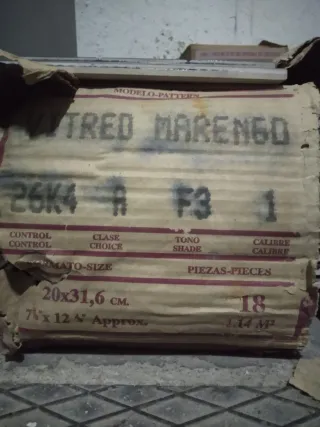 MODELO-PATTERN
MARENGO
26K4 A F3 1
CONTROL CLASE TONO CALIBRE
CONTROL CHOICE SHADE CALIBRE
PIEZAS-PIECES
20x31,6 CM. 18
Approx.